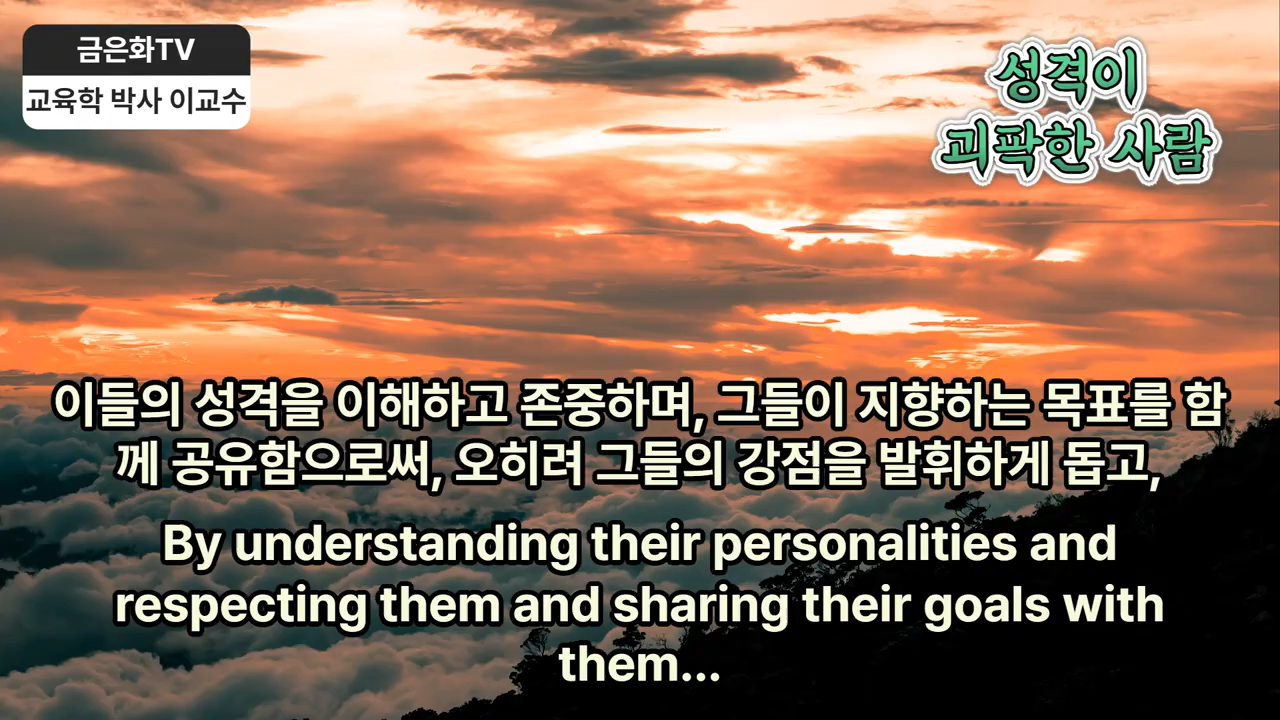 금은화TV
교육학 박사 이교수
성격이
괴팍한 사람
이들의 성격을 이해하고 존중하며, 그들이 지향하는 목표를 함
께 공유함으로써, 오히려 그들의 강점을 발휘하게 돕고,
By understanding their personalities and
respecting them and sharing their goals with
them...